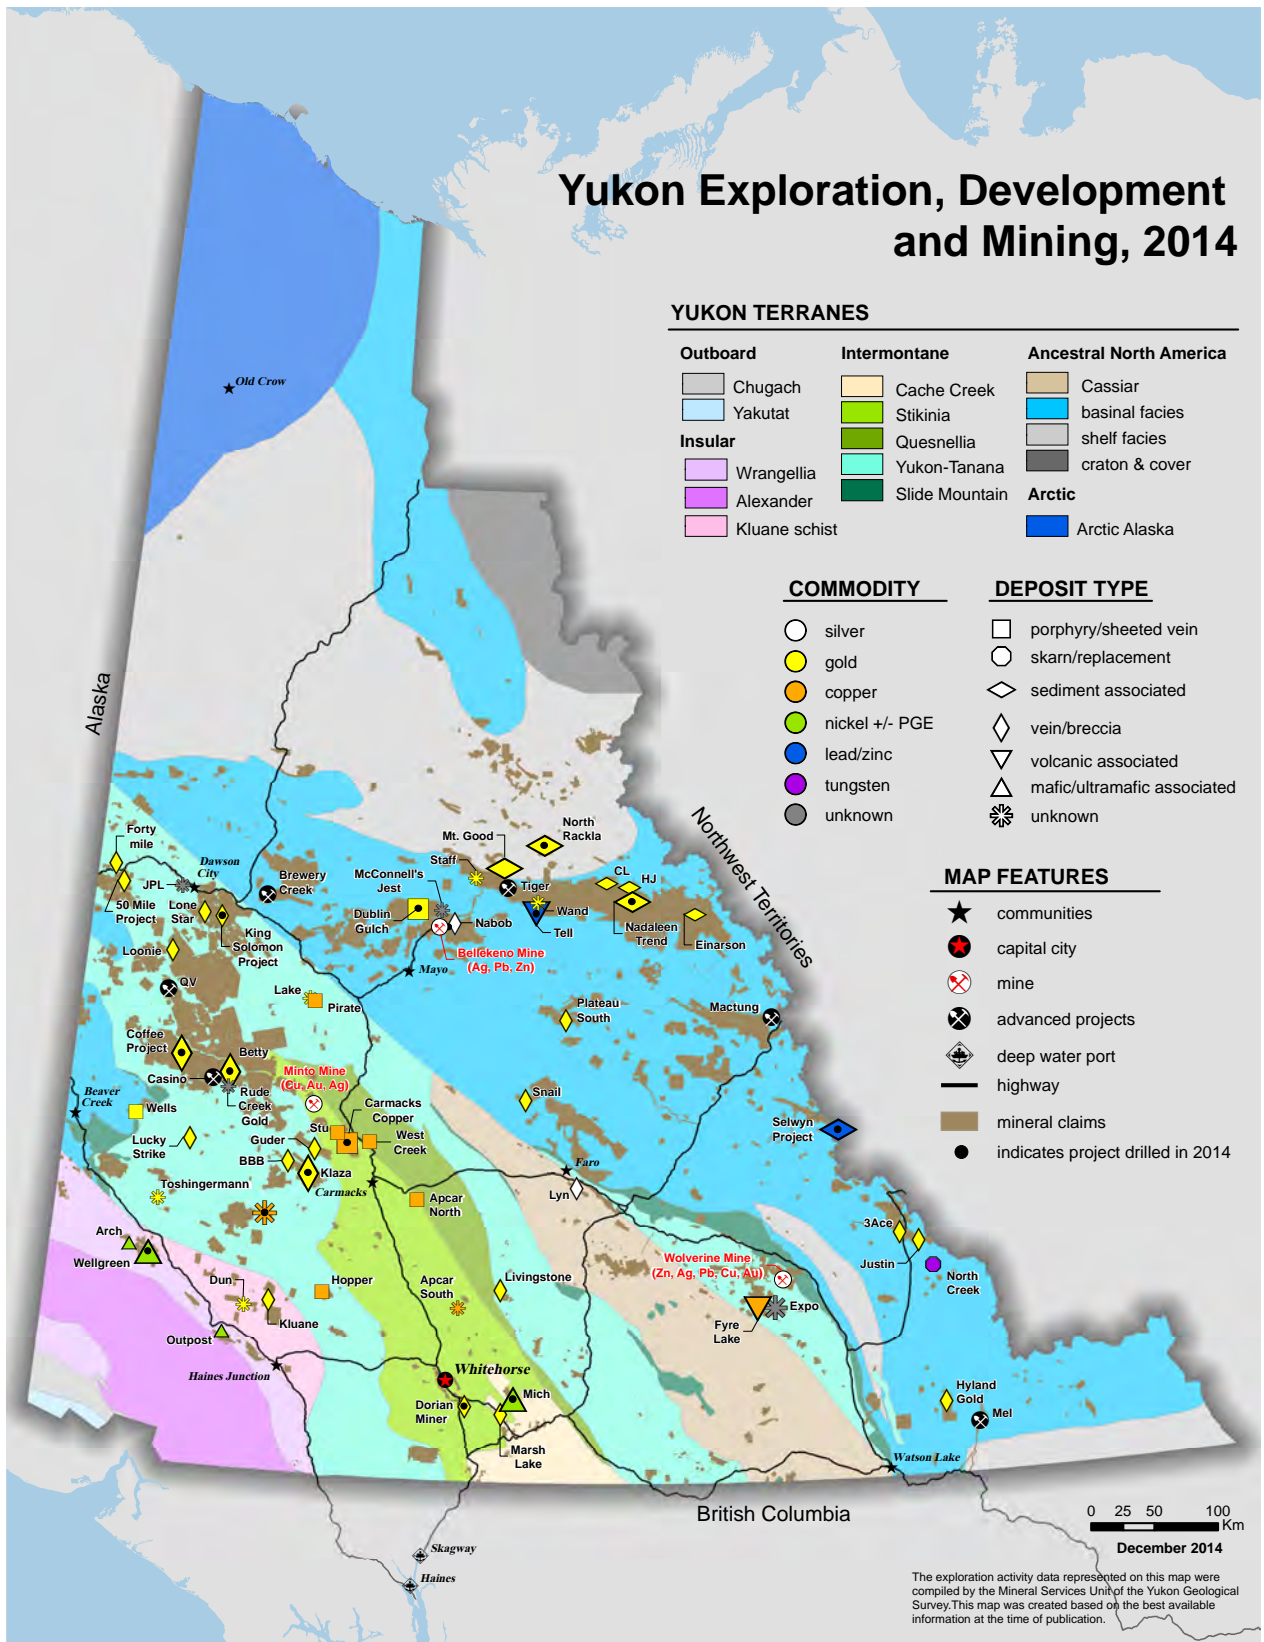 Yukon Exploration, Development
and Mining, 2014
YUKON TERRANES
Outboard
Chugach
Yakutat
Insular
Wrangellia
Alexander
Kluane schist
Intermontane
Cache Creek
Stikinia
Quesnellia
Yukon-Tanana
Slide Mountain
Ancestral North America
Cassiar
basinal facies
shelf facies
craton & cover
Arctic
Arctic Alaska
COMMODITY
silver
gold
copper
nickel +/- PGE
lead/zinc
tungsten
unknown
DEPOSIT TYPE
porphyry/sheeted vein
skarn/replacement
sediment associated
vein/breccia
volcanic associated
mafic/ultramafic associated
unknown
MAP FEATURES
communities
capital city
mine
advanced projects
deep water port
highway
mineral claims
indicates project drilled in 2014
Old Crow
Alaska
Northwest Territories
British Columbia
Forty
mile
Dawson
City
JPL
50 Mile
Project
Lone
Star
King
Solomon
Project
Brewery
Creek
Loonie
QV
Mt. Good
North
Rackla
Staff
McConnell's
Jest
Tiger
CL
HJ
Dublin
Gulch
Nabob
Wand
Tell
Nadaleen
Trend
Einarson
Bellekeno Mine
(Ag, Pb, Zn)
Mayo
Lake
Pirate
Plateau
South
Mactung
Coffee
Project
Betty
Casino
Rude
Creek
Gold
Minto Mine
(Cu, Au, Ag)
Beaver
Creek
Wells
Lucky
Strike
Carmacks
Copper
Stu
West
Creek
Guder
BBB
Klaza
Carmacks
Snail
Selwyn
Project
Faro
Lyn
Toshingermann
Apcar
North
Arch
Wellgreen
3Ace
Justin
North
Creek
Wolverine Mine
(Zn, Ag, Pb, Cu, Au)
Dun
Hopper
Apcar
South
Livingstone
Kluane
Fyre
Lake
Expo
Outpost
Haines Junction
Whitehorse
Dorian
Miner
Mich
Marsh
Lake
Hyland
Gold
Mel
Watson Lake
Skagway
Haines
0 25 50 100
Km
December 2014
The exploration activity data represented on this map were
compiled by the Mineral Services Unit of the Yukon Geological
Survey.This map was created based on the best available
information at the time of publication.